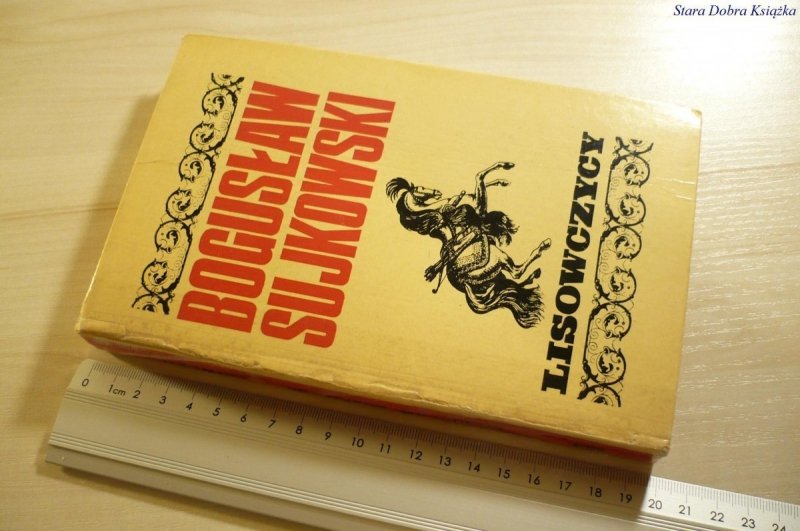 Stara Dobra Książka
BOGUSŁAW
SUJKOWSKI
LISOWCZYCY
0 1cm 2 3 4 5 6 7 8 9 10 11 12 13 14 15 16 17 18 19 20 21 22 23 24